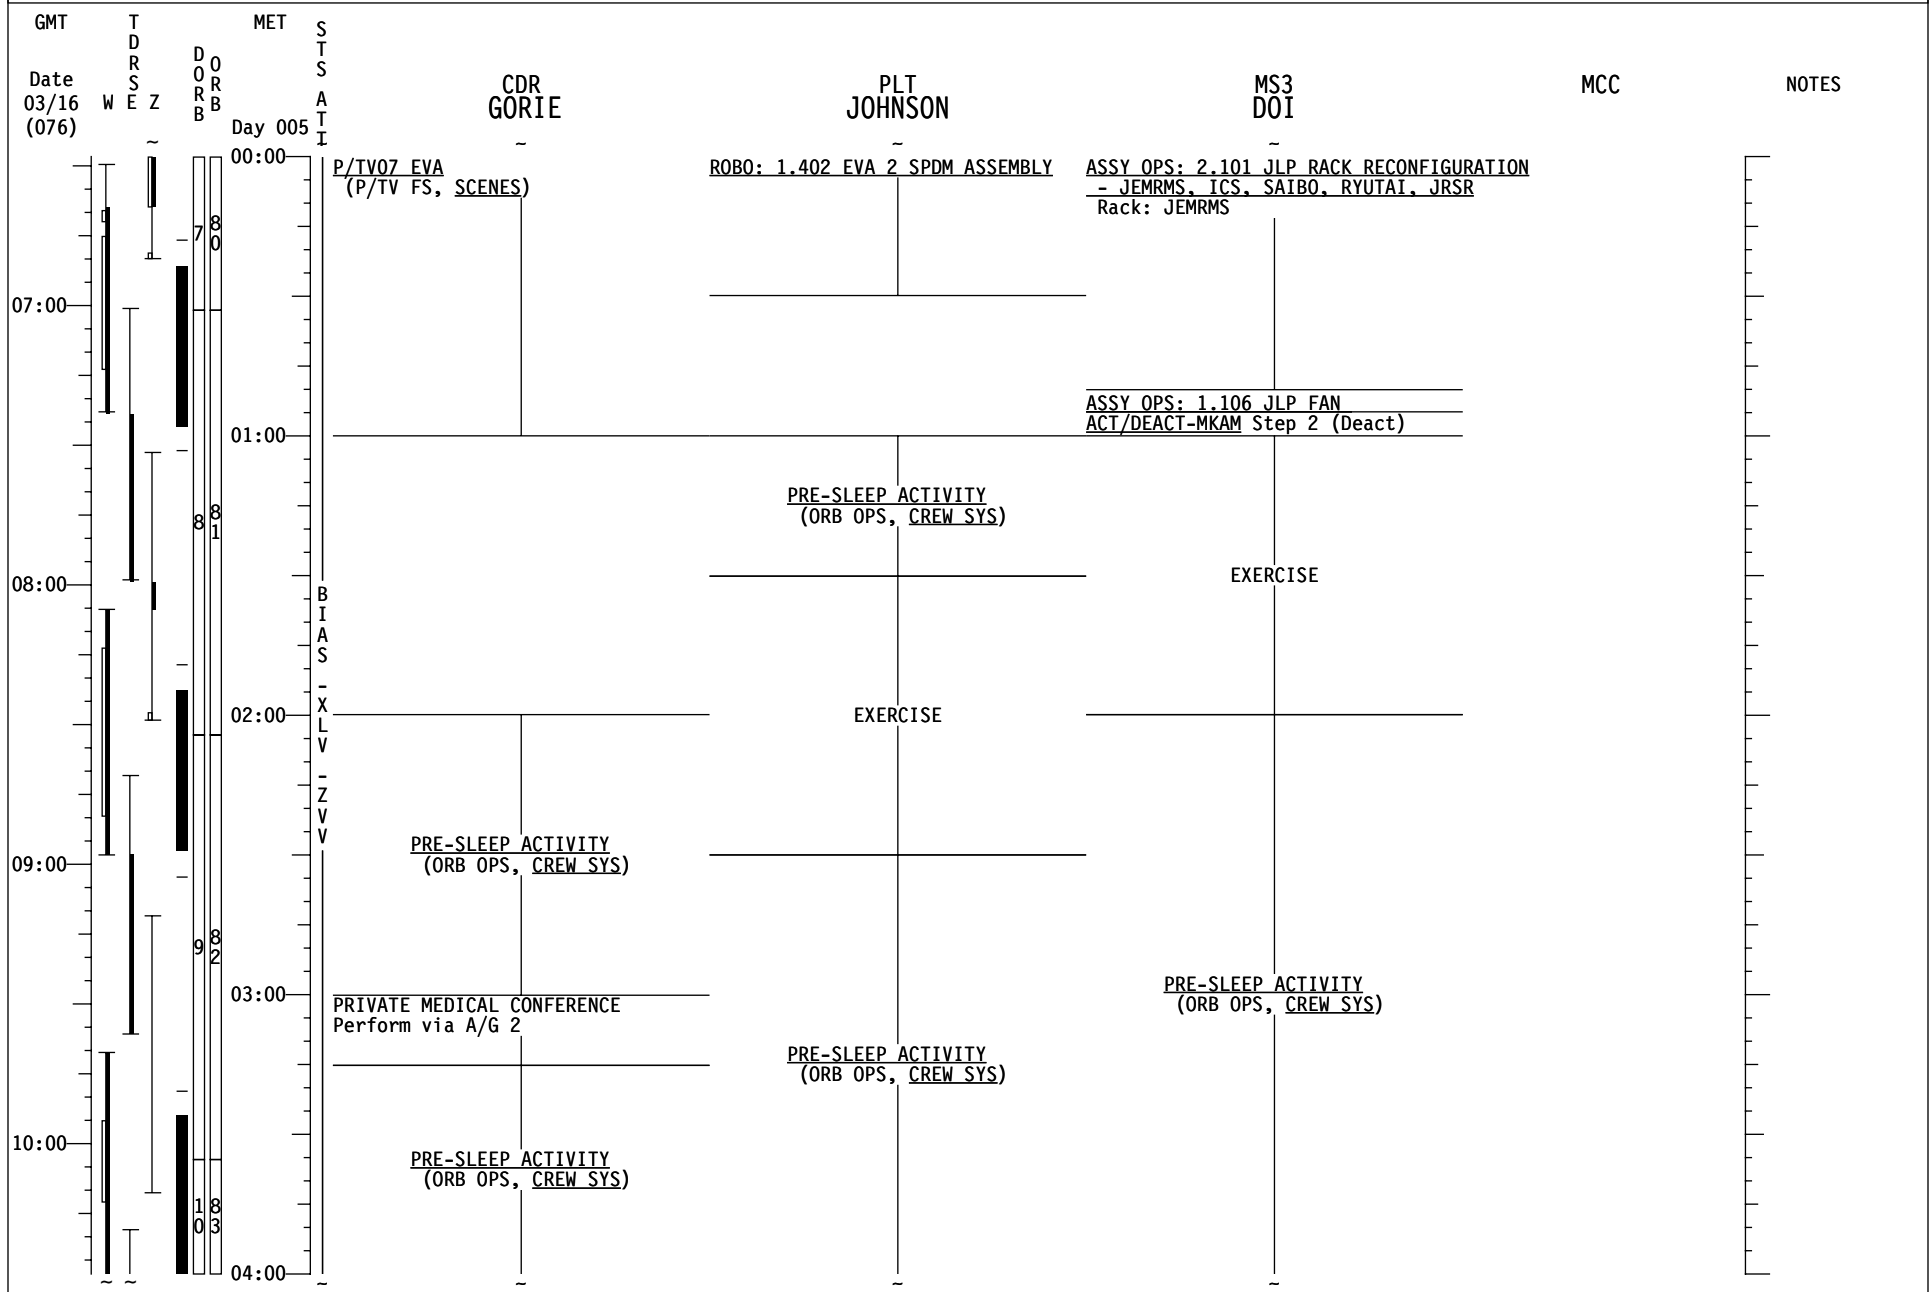 GMT
TDRS
MET
STS ATT
DORB
ORB
Date
03/16
(076)
W E Z
Day 005
CDR
GORIE
PLT
JOHNSON
MS3
DOI
MCC
NOTES
~ ~ ~ ~
00:00
P/TV07 EVA
(P/TV FS, SCENES)
ROBO: 1.402 EVA 2 SPDM ASSEMBLY
ASSY OPS: 2.101 JLP RACK RECONFIGURATION
- JEMRMS, ICS, SAIBO, RYUTAI, JRSR
Rack: JEMRMS
7
80
07:00
ASSY OPS: 1.106 JLP FAN
ACT/DEACT-MKAM Step 2 (Deact)
01:00
PRE-SLEEP ACTIVITY
(ORB OPS, CREW SYS)
8
81
08:00
EXERCISE
BIAS -XLV -ZVV
02:00
EXERCISE
PRE-SLEEP ACTIVITY
(ORB OPS, CREW SYS)
09:00
9
82
03:00
PRIVATE MEDICAL CONFERENCE
Perform via A/G 2
PRE-SLEEP ACTIVITY
(ORB OPS, CREW SYS)
PRE-SLEEP ACTIVITY
(ORB OPS, CREW SYS)
10:00
PRE-SLEEP ACTIVITY
(ORB OPS, CREW SYS)
10
83
04:00
~ ~ ~ ~ ~ ~